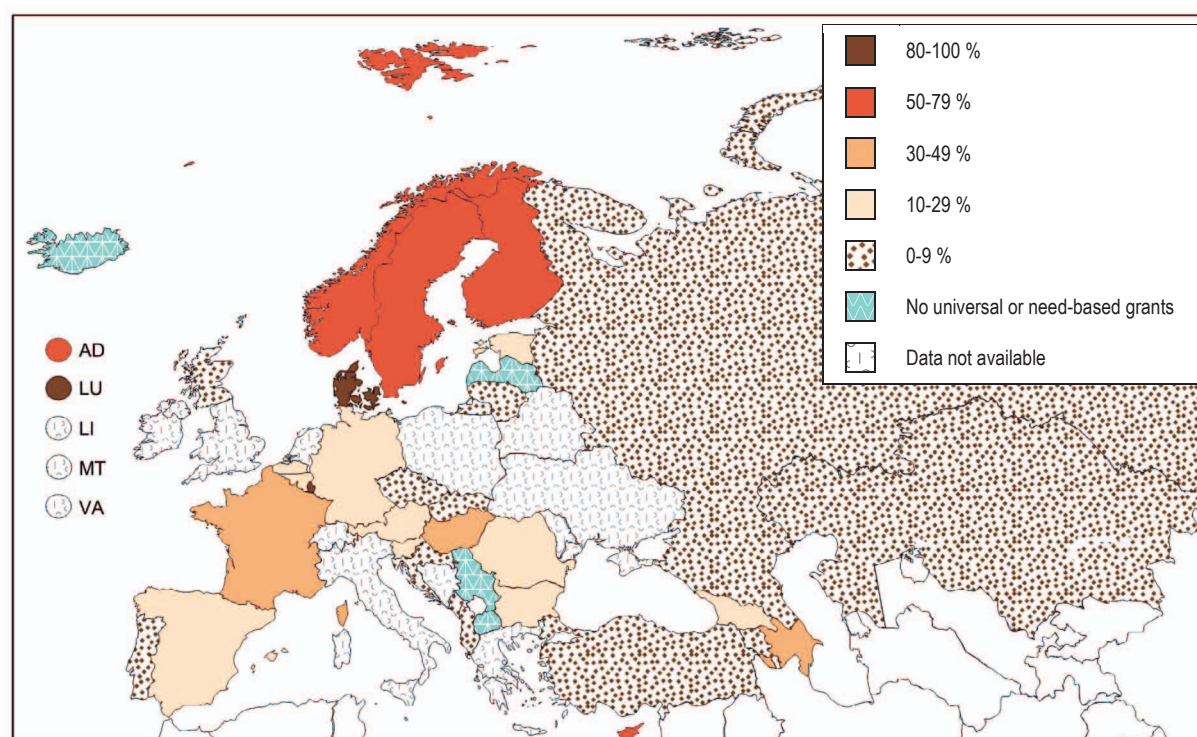 80-100 %
50-79 %
30-49 %
10-29 %
0-9 %
No universal or need-based grants
Data not available
AD
LU
LI
MT
VA